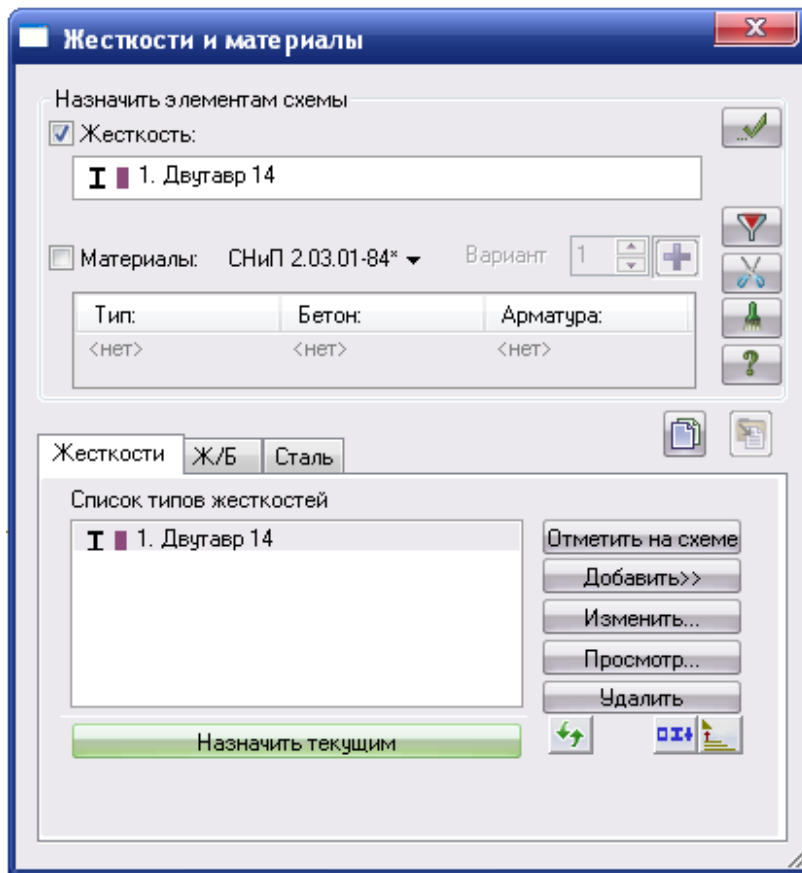 Жесткости и материалы
Назначить элементам схемы
Жесткость:
1. Двутавр 14
Материалы: СНиП 2.03.01-84* Вариант 1
Тип: Бетон: Арматура:
<нет> <нет> <нет>
Жесткости Ж/Б Сталь
Список типов жесткостей
1. Двутавр 14
Отметить на схеме
Добавить>>
Изменить...
Просмотр...
Удалить
Назначить текущим